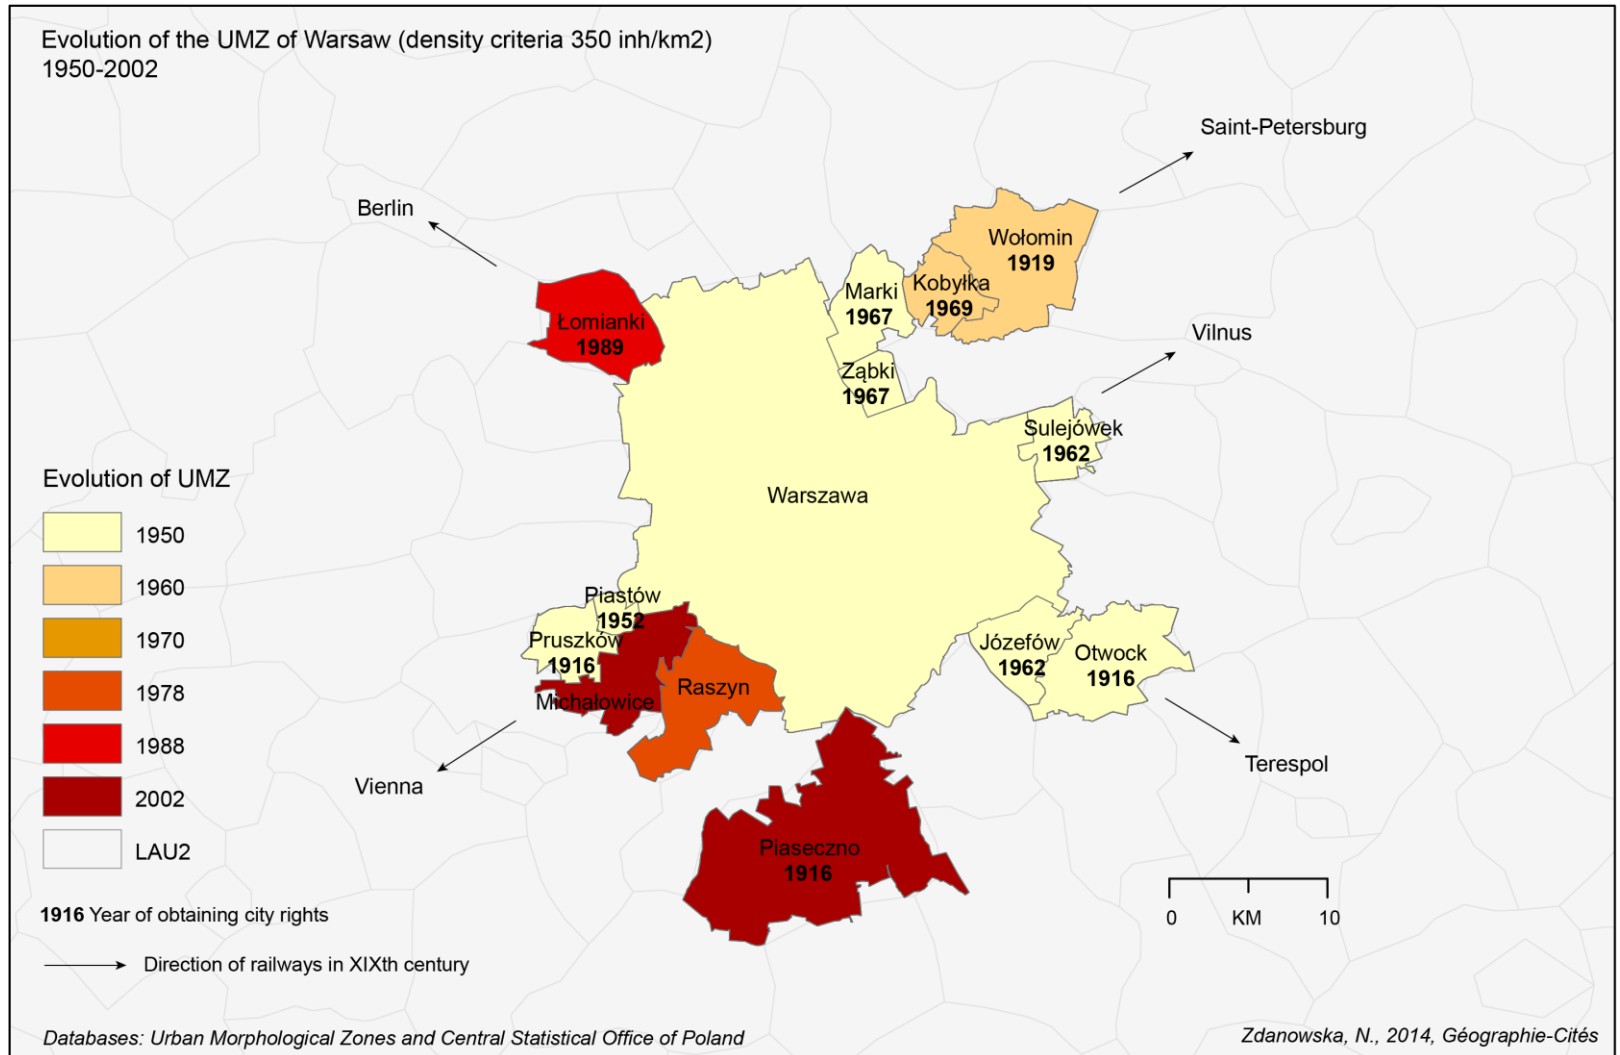 Evolution of the UMZ of Warsaw (density criteria 350 inh/km2)
1950-2002
Saint-Petersburg
Berlin
Wołomin
1919
Kobyłka
1969
Marki
1967
Łomianki
1989
Vilnus
Ząbki
1967
Sulejówek
1962
Warszawa
Evolution of UMZ
1950
1960
1970
1978
1988
2002
LAU2
Piastów
1952
Pruszków
1916
Michałowice
Raszyn
Józefów
1962
Otwock
1916
Vienna
Terespol
Piaseczno
1916
0 KM 10
1916 Year of obtaining city rights
Direction of railways in XIXth century
Databases: Urban Morphological Zones and Central Statistical Office of Poland
Zdanowska, N., 2014, Géographie-Cités